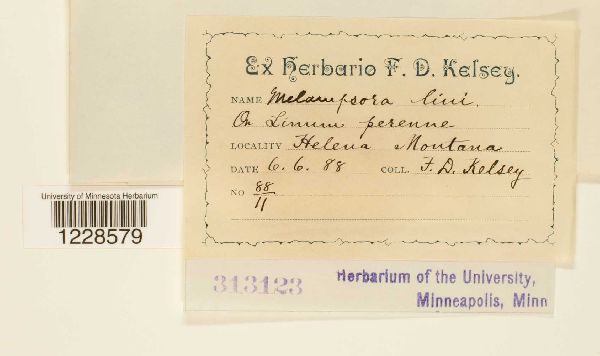 Ex Herbario F. D. Kelsey.
NAME Melampsora lini.
On Linum perenne
LOCALITY Helena Montana
DATE 6. 6. 88 COLL. F. D. Kelsey
NO 88/11
University of Minnesota Herbarium
1228579
313123
Herbarium of the University,
Minneapolis, Minn